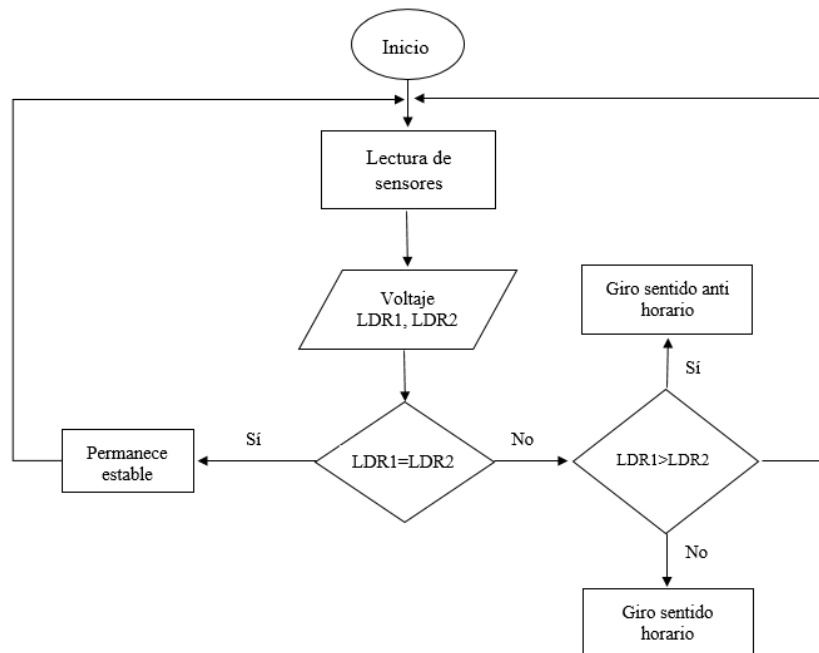 Inicio
Lectura de
sensores
Voltaje
LDR1, LDR2
Giro sentido anti
horario
Sí
LDR1=LDR2
Sí
Permanece
estable
No
LDR1>LDR2
No
Giro sentido
horario